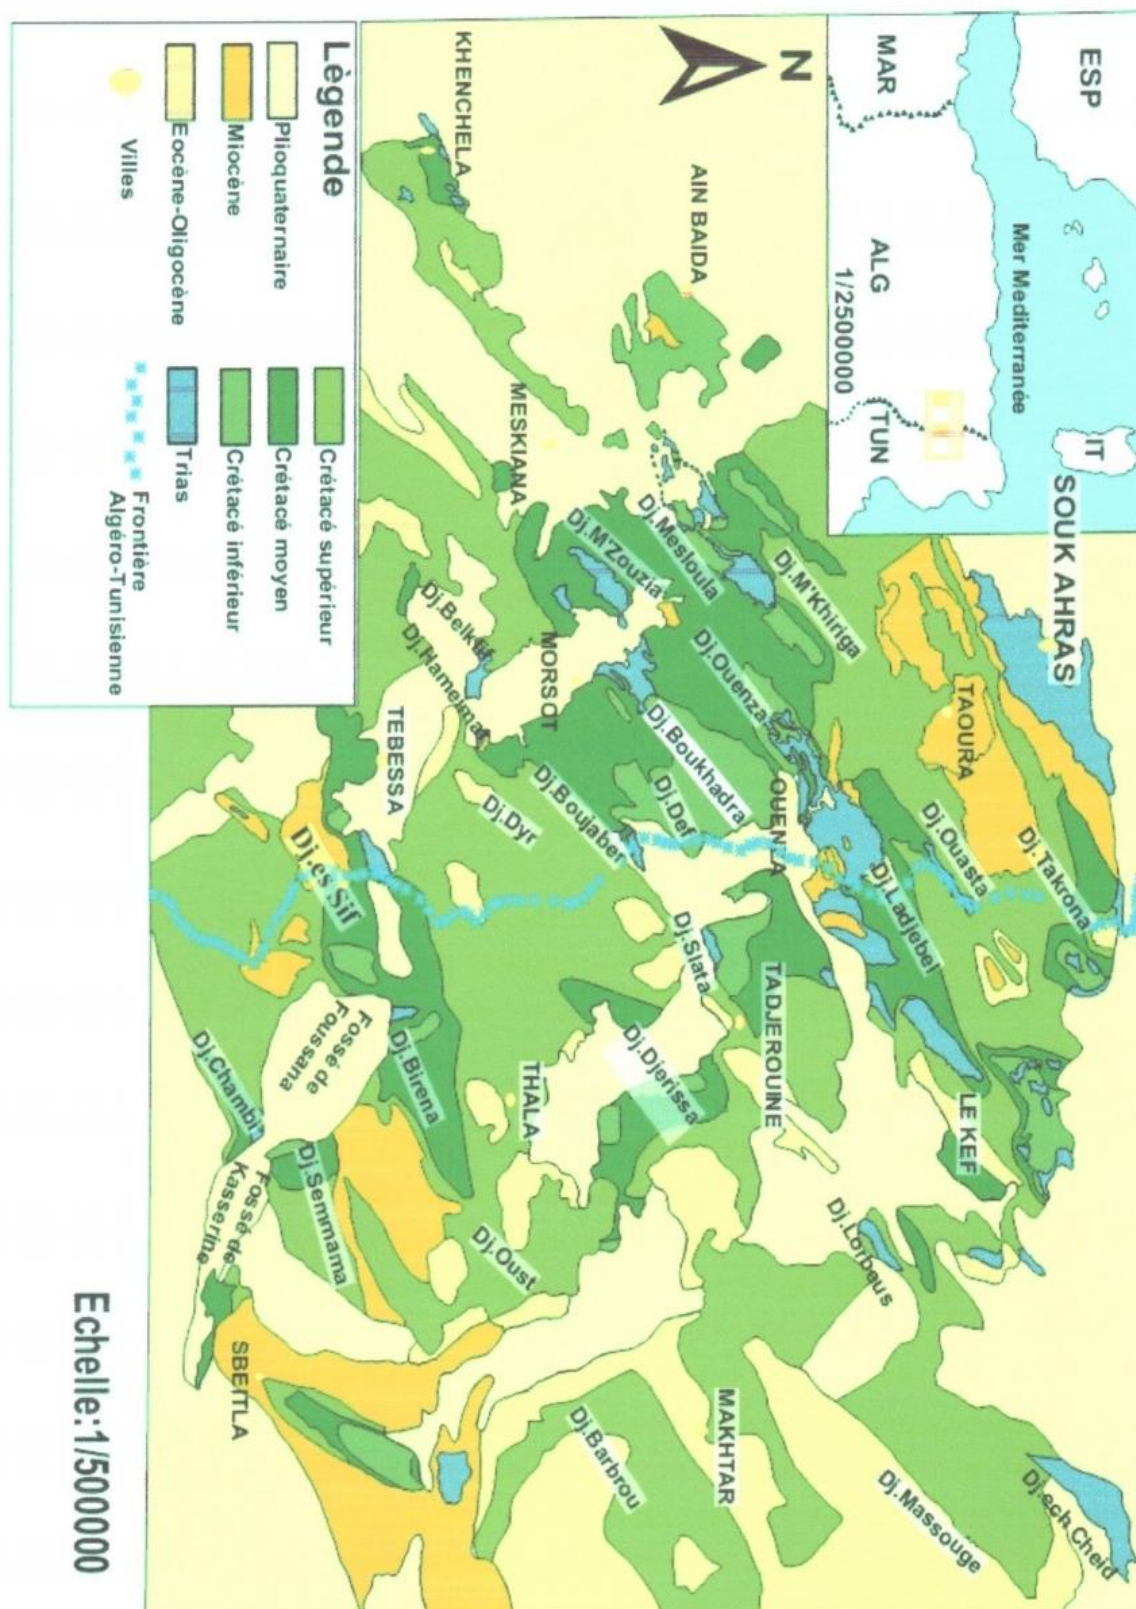 ESP
MAR
Mer Mediterranée
IT
ALG
TUN
1/2500000
N
SOUK AHRAS
TAOURA
Dj.Takrona
Dj.Ouasta
Dj.Ladjebel
LE KEF
Dj.Lorbeus
Dj.ech Cheid
Dj.Massouge
AIN BAIDA
Dj.M'Khiriga
Dj.Mesloula
Dj.M'Zouzia
Dj.Ouenza
Dj.Boukhadra
Dj.Def
TADJEROUINE
Dj.Slata
Dj.Djerissa
MAKHTAR
Dj.Barbrou
KHENCHELA
MESKIANA
MORSOT
Dj.Belkfif
Dj.Boujaber
Dj.Dyr
THALA
Dj.Oust
TEBESSA
Dj.es Sif
Dj.Birena
Fossé de
Foussana
Dj.Semmama
Dj.Chambi
Fossé de
Kasserine
SBEITLA
Lègende
Plioquaternaire
Miocène
Eocène-Oligocène
Villes
Crétacé supérieur
Crétacé moyen
Crétacé inférieur
Trias
Frontière
Algéro-Tunisienne
Echelle:1/500000